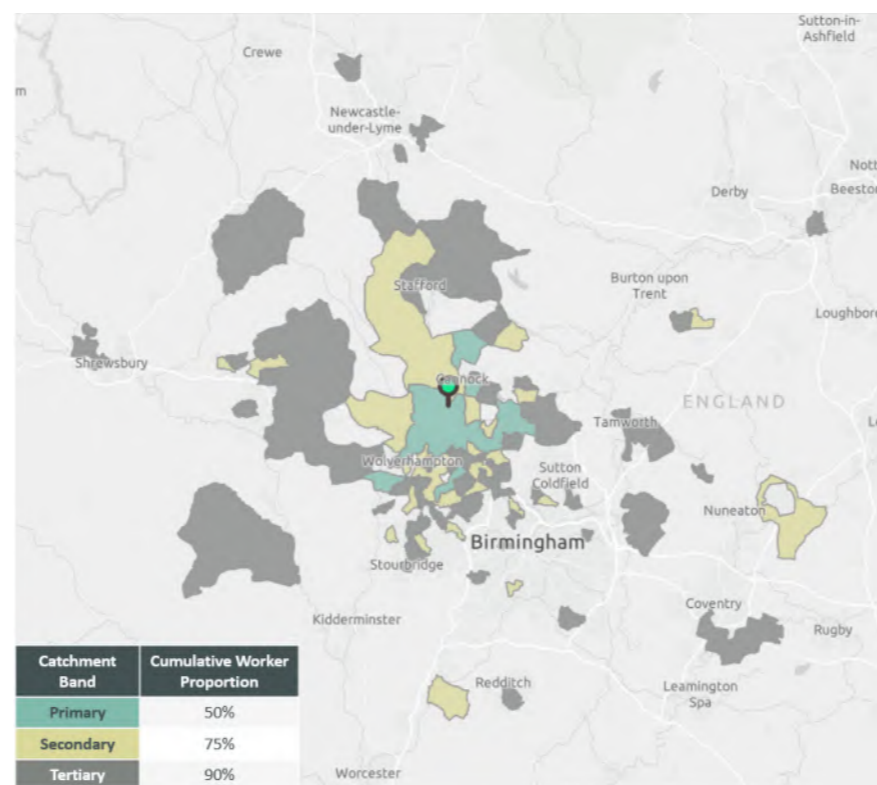 Sutton-in-
Ashfield
Crewe
m
Newcastle-
under-Lyme
Nott
Derby
Beeston
Stafford
Burton upon
Trent
Loughboro
Shrewsbury
Cannock
ENGLAND
Tamworth
Wolverhampton
Sutton
Coldfield
Nuneaton
Birmingham
Stourbridge
Coventry
Kidderminster
Rugby
Redditch
Leamington
Spa
Worcester
Catchment
Band
Cumulative Worker
Proportion
Primary 50%
Secondary 75%
Tertiary 90%